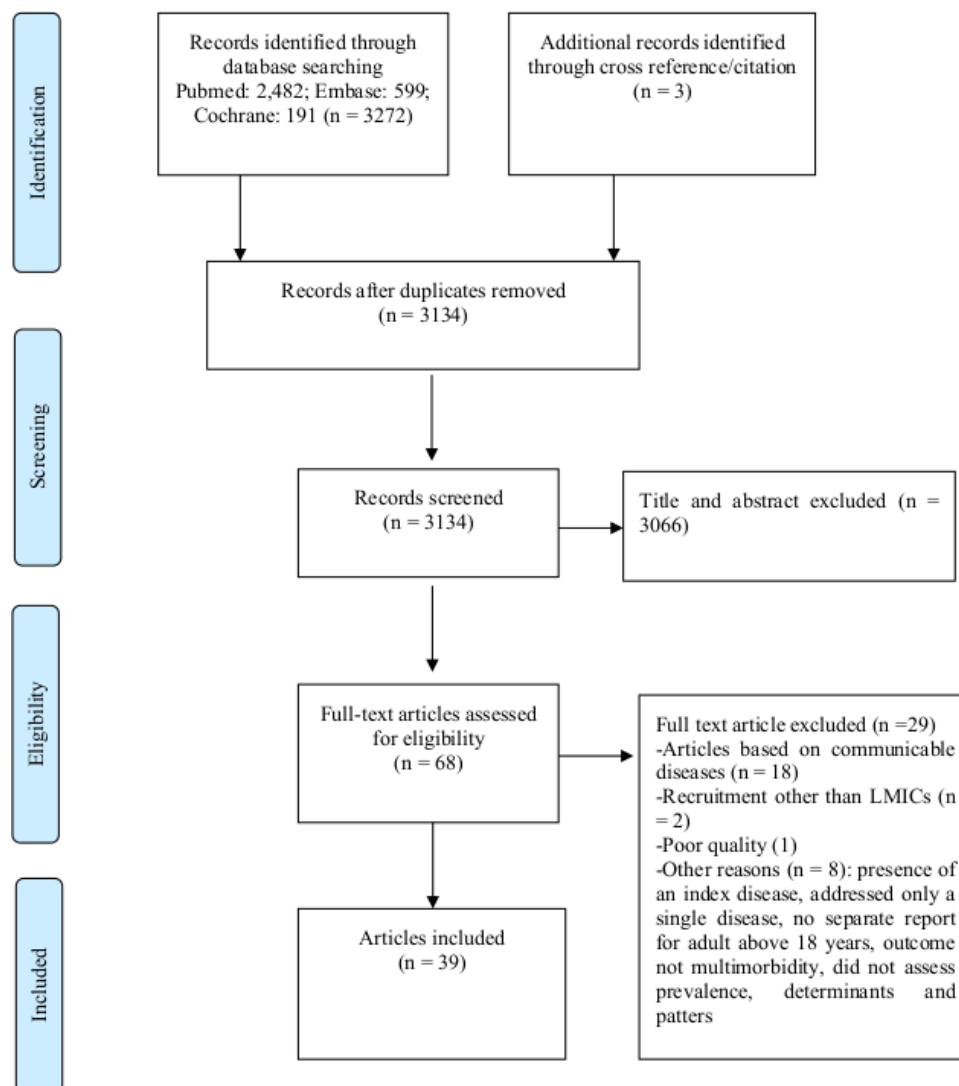 Identification
Records identified through
database searching
Pubmed: 2,482; Embase: 599;
Cochrane: 191 (n = 3272)
Additional records identified
through cross reference/citation
(n = 3)
Records after duplicates removed
(n = 3134)
Screening
Records screened
(n = 3134)
Title and abstract excluded (n =
3066)
Eligibility
Full-text articles assessed
for eligibility
(n = 68)
Full text article excluded (n =29)
-Articles based on communicable
diseases (n = 18)
-Recruitment other than LMICs (n
= 2)
-Poor quality (1)
-Other reasons (n = 8): presence of
an index disease, addressed only a
single disease, no separate report
for adult above 18 years, outcome
not multimorbidity, did not assess
prevalence, determinants and
patters
Included
Articles included
(n = 39)